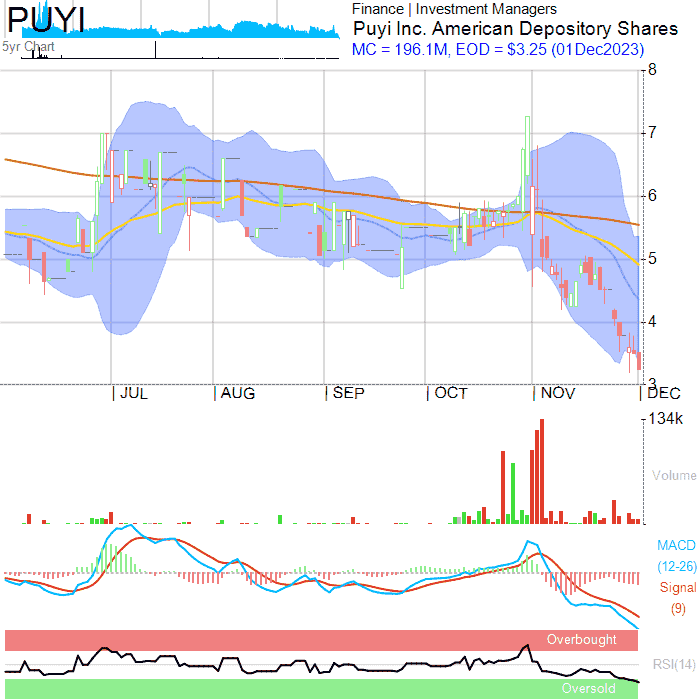 PUYI
Finance | Investment Managers
Puyi Inc. American Depository Shares
MC = 196.1M, EOD = $3.25 (01Dec2023)
5yr Chart
8
7
6
5
4
3
JUL AUG SEP OCT NOV DEC
134k
Volume
MACD
(12-26)
Signal
(9)
Overbought
RSI(14)
Oversold